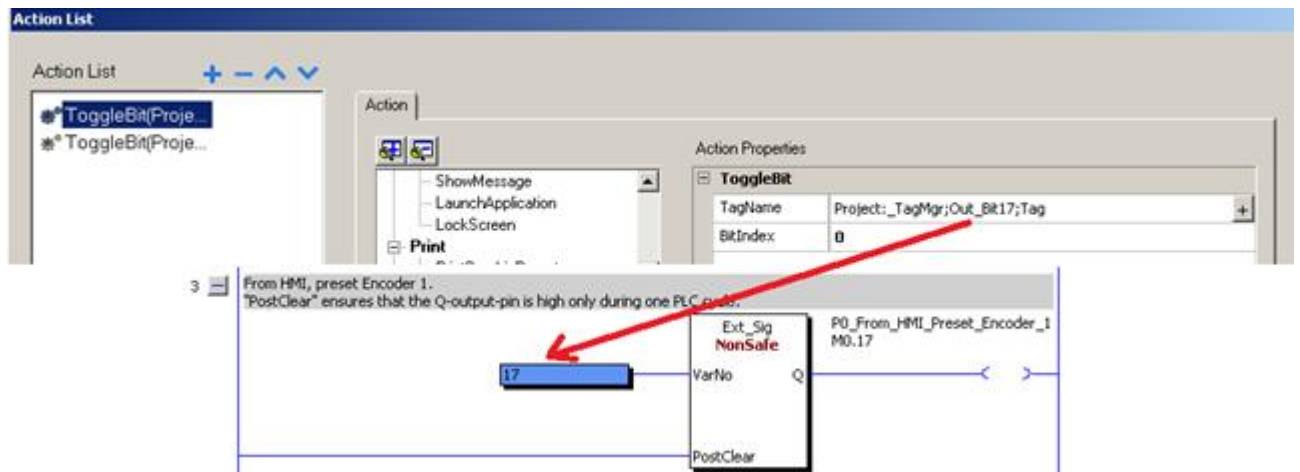 Action List
Action List
ToggleBit(Proje...
ToggleBit(Proje...
Action
ShowMessage
LaunchApplication
LockScreen
Print
Action Properties
ToggleBit
TagName Project:_TagMgr;Out_Bit17;Tag +
BitIndex 0
3 From HMI, preset Encoder 1.
"PostClear" ensures that the Q-output-pin is high only during one PLC
Ext_Sig
NonSafe
P0_From_HMI_Preset_Encoder_1
M0.17
17
VarNo Q
PostClear